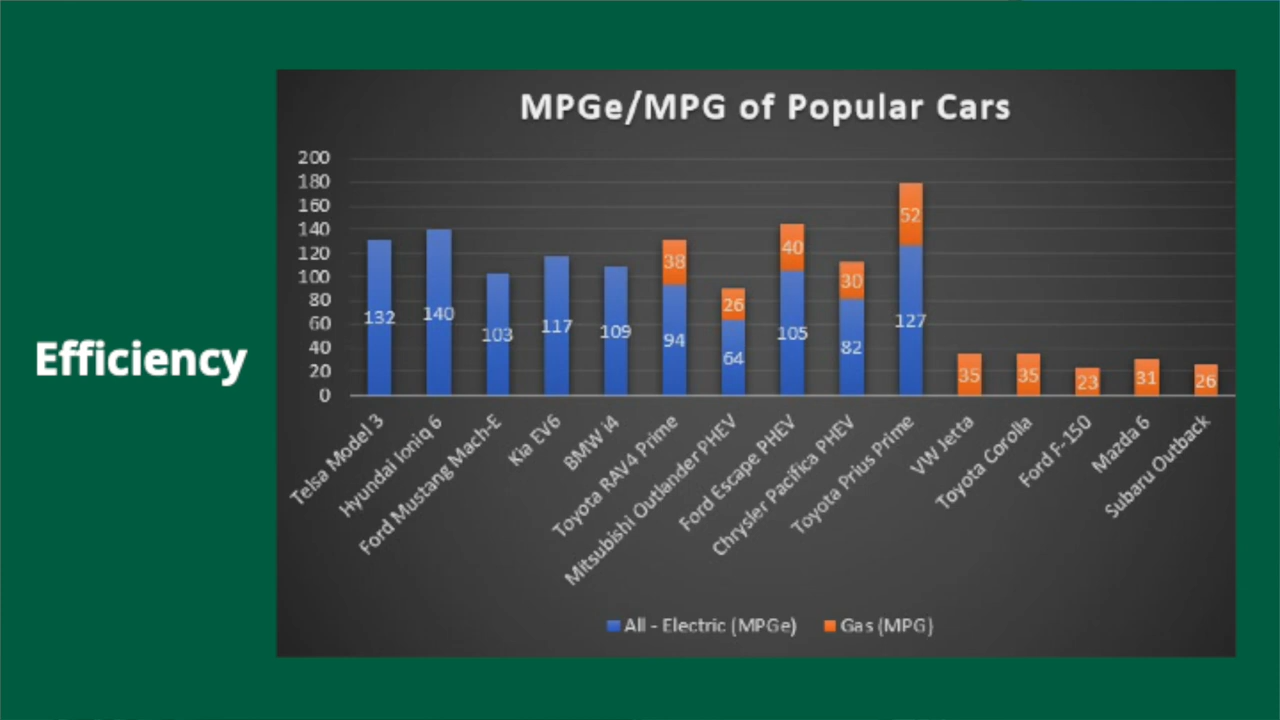 MPGe/MPG of Popular Cars
200
180
160
140
120
100
80
60
40
20
0
132
140
103
117
109
94
38
64
26
105
40
82
30
127
52
35
35
23
31
26
Telsa Model 3
Hyundai Ioniq 6
Ford Mustang Mach-E
Kia EV6
BMW i4
Toyota RAV4 Prime
Mitsubishi Outlander PHEV
Ford Escape PHEV
Chrysler Pacifica PHEV
Toyota Prius Prime
VW Jetta
Toyota Corolla
Ford F-150
Mazda 6
Subaru Outback
All - Electric (MPGe)
Gas (MPG)
Efficiency